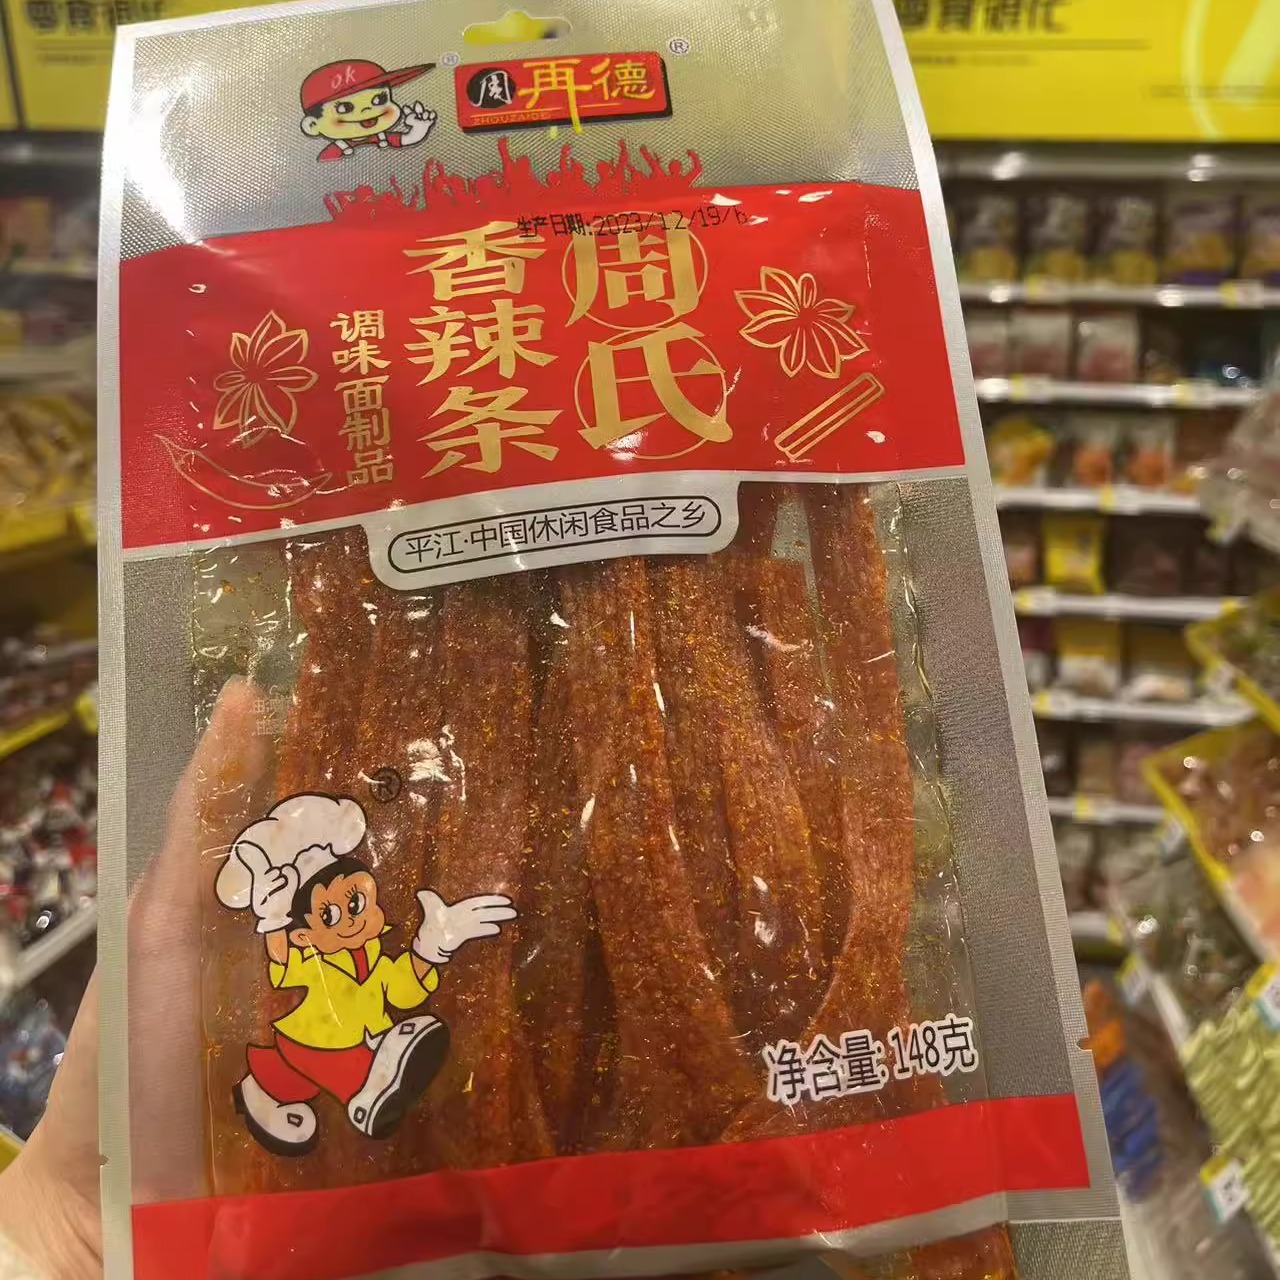 ok
®
周再德
ZHOUZAIDE
®
生产日期:2023/12/19/
周氏
香辣条
调味面制品
平江·中国休闲食品之乡
®
净含量:148克